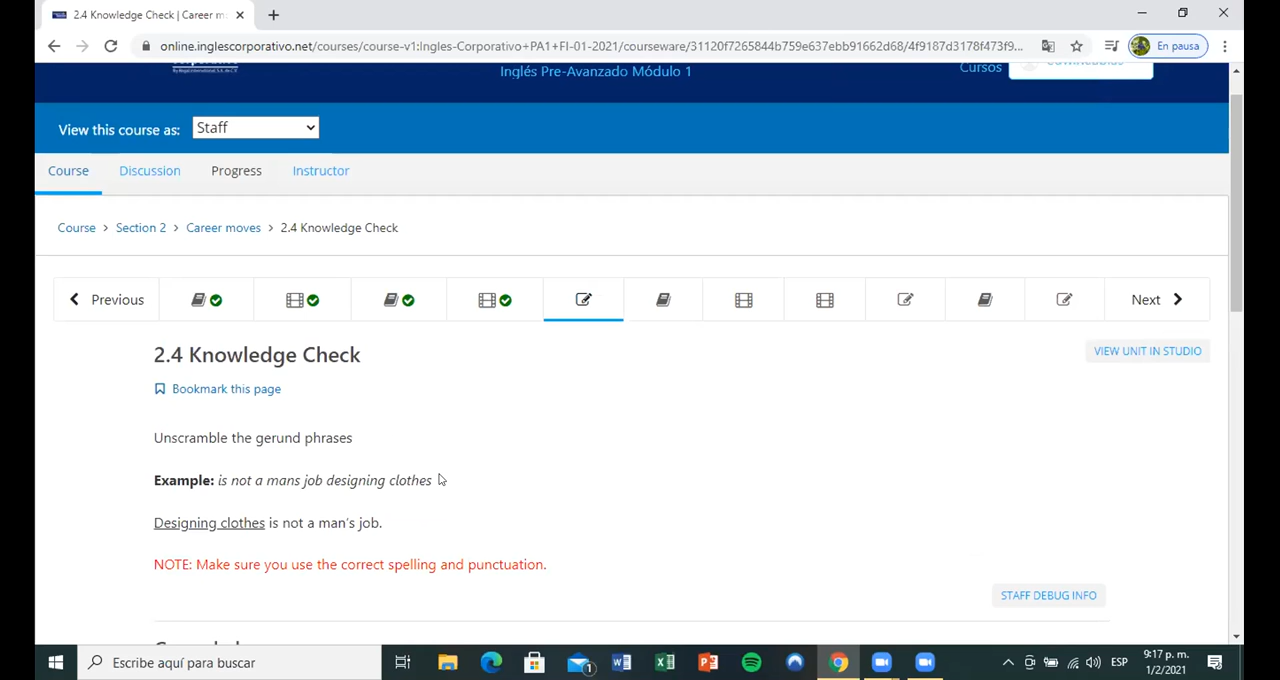 2.4 Knowledge Check | Career m
online.inglescorporativo.net/courses/course-v1:Ingles-Corporativo+PA1+FI-01-2021/courseware/31120f7265844b759e637ebb91662d68/4f9187d3178f473f9...
En pausa
Inglés Pre-Avanzado Módulo 1
Cursos
View this course as: Staff
Course Discussion Progress Instructor
Course > Section 2 > Career moves > 2.4 Knowledge Check
Previous Next
2.4 Knowledge Check
VIEW UNIT IN STUDIO
Bookmark this page
Unscramble the gerund phrases
Example: is not a mans job designing clothes
Designing clothes is not a man's job.
NOTE: Make sure you use the correct spelling and punctuation.
STAFF DEBUG INFO
Escribe aquí para buscar
1
ESP
9:17 p. m.
1/2/2021